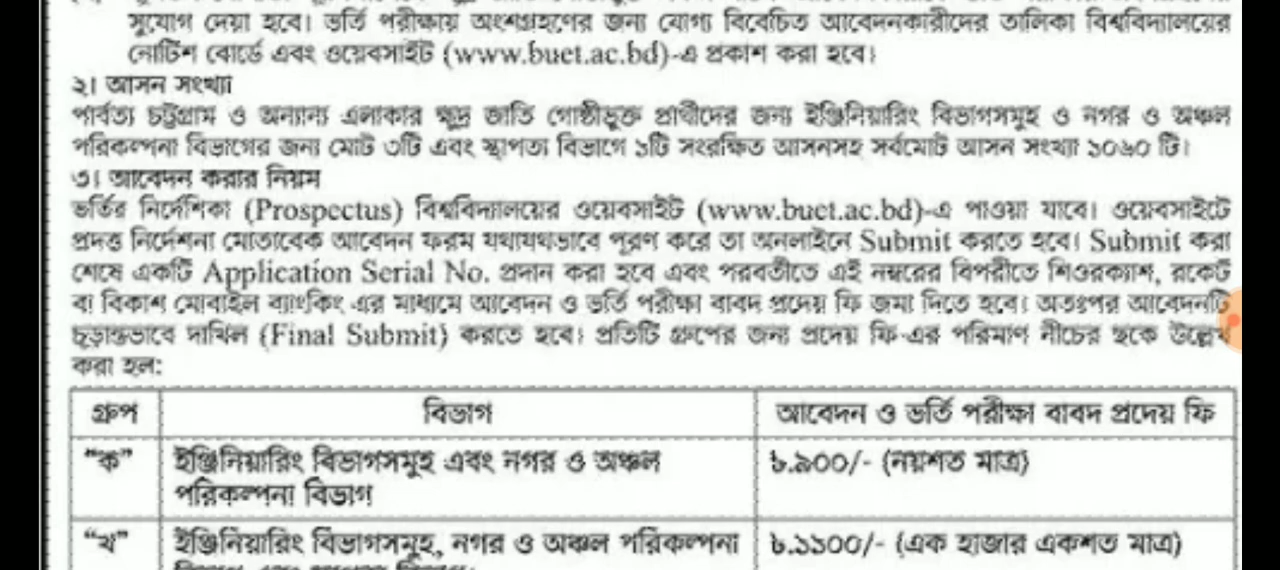 সুযোগ দেয়া হবে। ভর্তি পরীক্ষায় অংশগ্রহণের জন্য যোগ্য বিবেচিত আবেদনকারীদের তালিকা বিশ্ববিদ্যালয়ের
নোটিশ বোর্ডে এবং ওয়েবসাইট (www.buet.ac.bd)-এ প্রকাশ করা হবে।
২। আসন সংখ্যা
পার্বত্য চট্টগ্রাম ও অন্যান্য এলাকার ক্ষুদ্র জাতি গোষ্ঠীভুক্ত প্রার্থীদের জন্য ইঞ্জিনিয়ারিং বিভাগসমূহ ও নগর ও অঞ্চল
পরিকল্পনা বিভাগের জন্য মোট ৩টি এবং স্থাপত্য বিভাগে ১টি সংরক্ষিত আসনসহ সর্বমোট আসন সংখ্যা ১০৬০ টি।
৩। আবেদন করার নিয়ম
ভর্তির নির্দেশিকা (Prospectus) বিশ্ববিদ্যালয়ের ওয়েবসাইট (www.buet.ac.bd)-এ পাওয়া যাবে। ওয়েবসাইটে
প্রদত্ত নির্দেশনা মোতাবেক আবেদন ফরম যথাযথভাবে পূরণ করে তা অনলাইনে Submit করতে হবে। Submit করা
শেষে একটি Application Serial No. প্রদান করা হবে এবং পরবর্তীতে এই নম্বরের বিপরীতে শিওরক্যাশ, রকেট
বা বিকাশ মোবাইল ব্যাংকিং এর মাধ্যমে আবেদন ও ভর্তি পরীক্ষা বাবদ প্রদেয় ফি জমা দিতে হবে। অতঃপর আবেদনটি
চূড়ান্তভাবে দাখিল (Final Submit) করতে হবে। প্রতিটি গ্রুপের জন্য প্রদেয় ফি-এর পরিমাণ নীচের ছকে উল্লেখ
করা হল:
গ্রুপ বিভাগ আবেদন ও ভর্তি পরীক্ষা বাবদ প্রদেয় ফি
“ক” ইঞ্জিনিয়ারিং বিভাগসমূহ এবং নগর ও অঞ্চল ৳.৯০০/- (নয়শত মাত্র)
পরিকল্পনা বিভাগ
“খ” ইঞ্জিনিয়ারিং বিভাগসমূহ, নগর ও অঞ্চল পরিকল্পনা ৳.১১০০/- (এক হাজার একশত মাত্র)